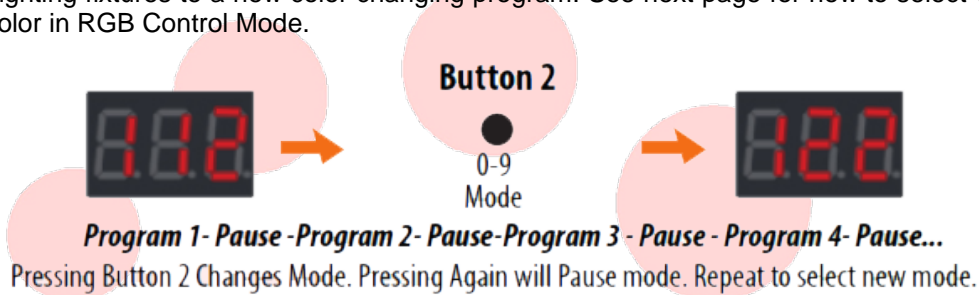 ighting fixtures to a new color changing program. See next page for how to select
olor in RGB Control Mode.
Button 2
112
122
0-9
Mode
Program 1- Pause -Program 2- Pause-Program 3 - Pause - Program 4- Pause...
Pressing Button 2 Changes Mode. Pressing Again will Pause mode. Repeat to select new mode.